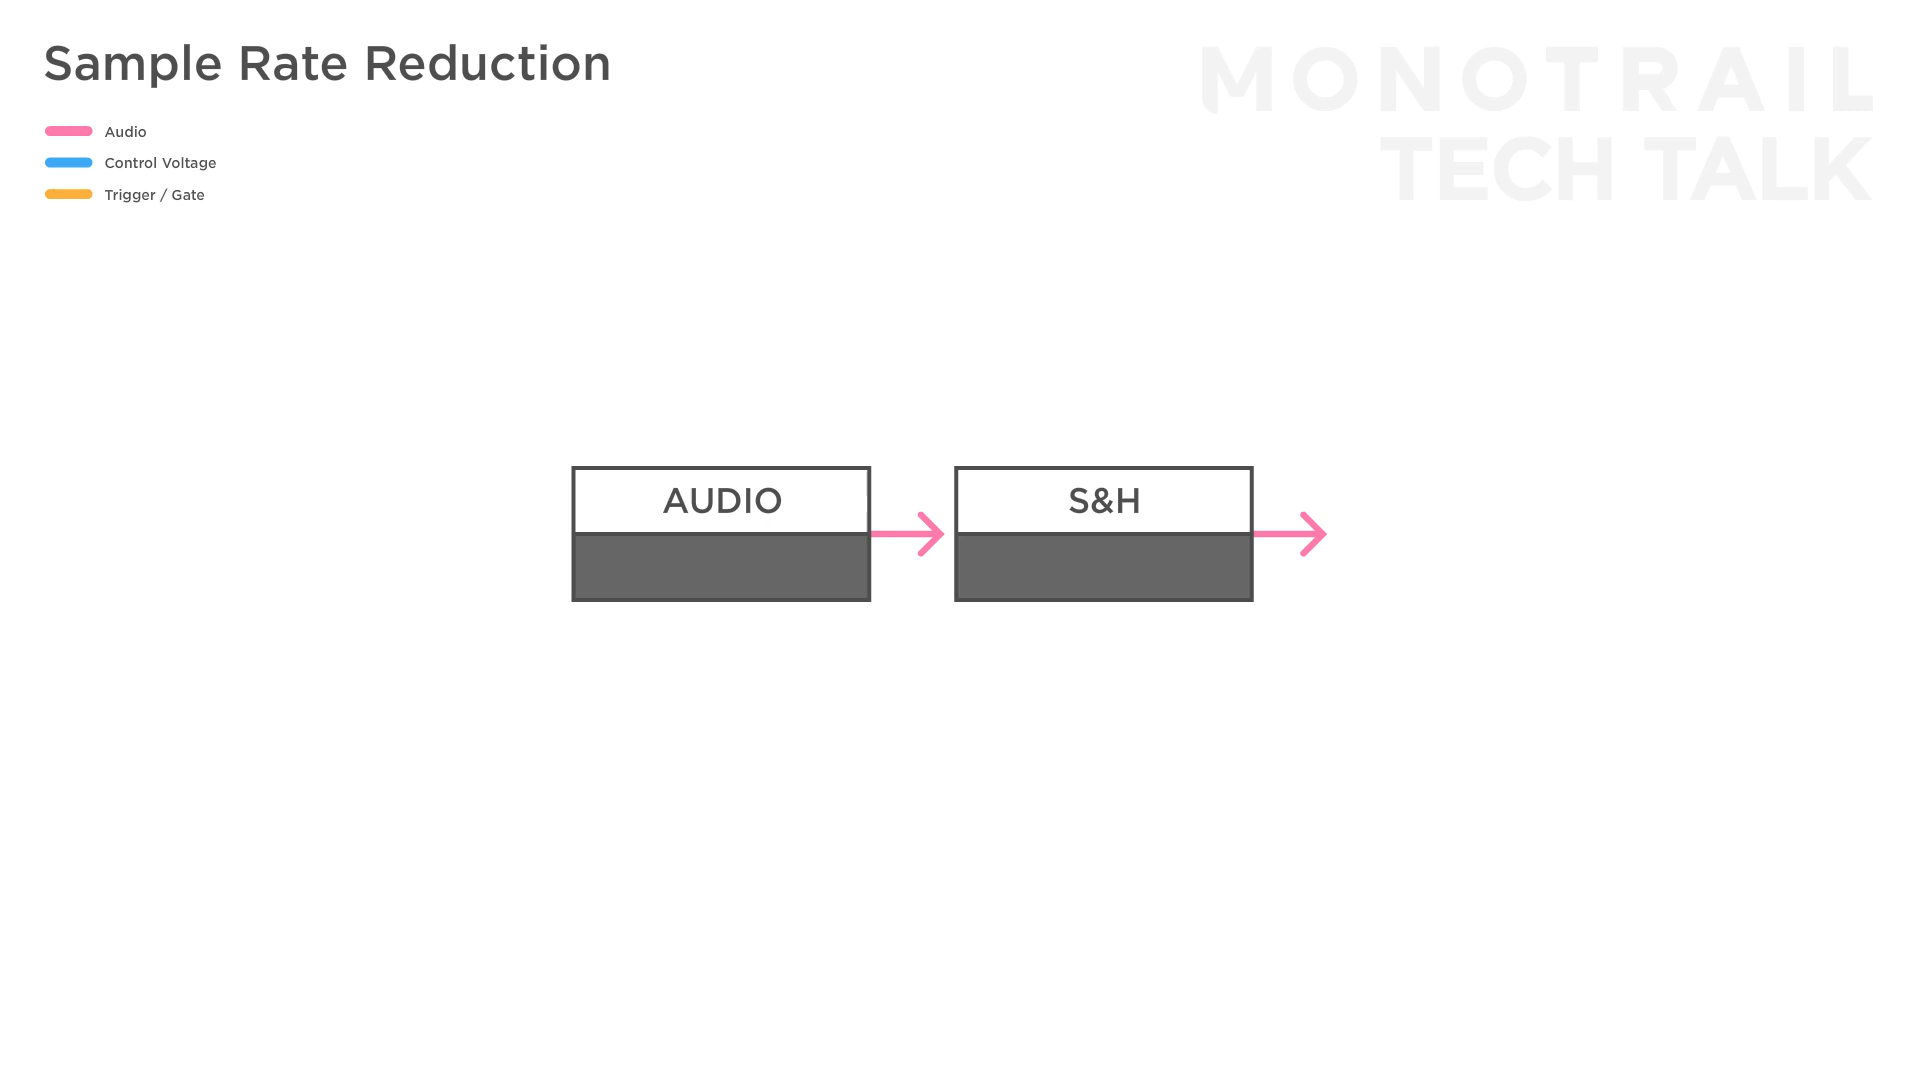 Sample Rate Reduction
MONOTRAIL
TECH TALK
Audio
Control Voltage
Trigger / Gate
AUDIO
S&H